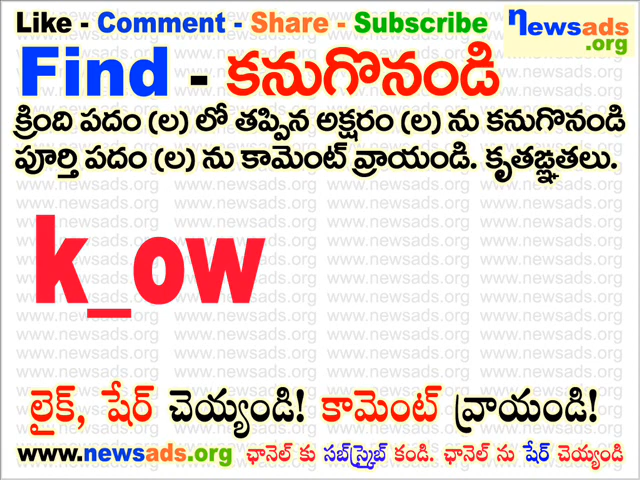 Like - Comment - Share - Subscribe
newsads
.org
Find - కనుగొనండి
క్రింది పదం (ల) లో తప్పిన అక్షరం (ల) ను కనుగొనండి
పూర్తి పదం (ల) ను కామెంట్ వ్రాయండి. కృతజ్ఞతలు.
k_ow
లైక్, షేర్ చెయ్యండి! కామెంట్ వ్రాయండి!
www.newsads.org ఛానెల్ కు సబ్‌స్క్రైబ్ కండి. ఛానెల్ ను షేర్ చెయ్యండి